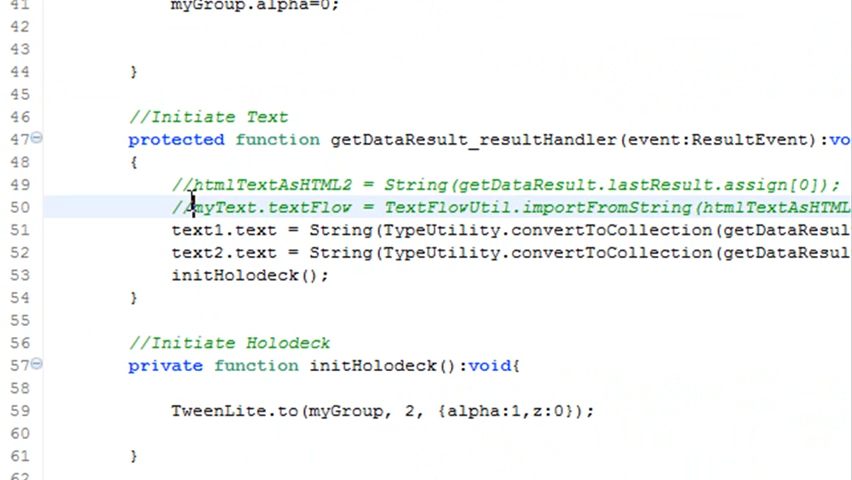 41 myGroup.alpha=0;
42
43
44 }
45
46 //Initiate Text
47 protected function getDataResult_resultHandler(event:ResultEvent):vo
48 {
49 //htmlTextAsHTML2 = String(getDataResult.lastResult.assign[0]);
50 //myText.textFlow = TextFlowUtil.importFromString(htmlTextAsHTML
51 text1.text = String(TypeUtility.convertToCollection(getDataResul
52 text2.text = String(TypeUtility.convertToCollection(getDataResul
53 initHolodeck();
54 }
55
56 //Initiate Holodeck
57 private function initHolodeck():void{
58
59 TweenLite.to(myGroup, 2, {alpha:1,z:0});
60
61 }
62